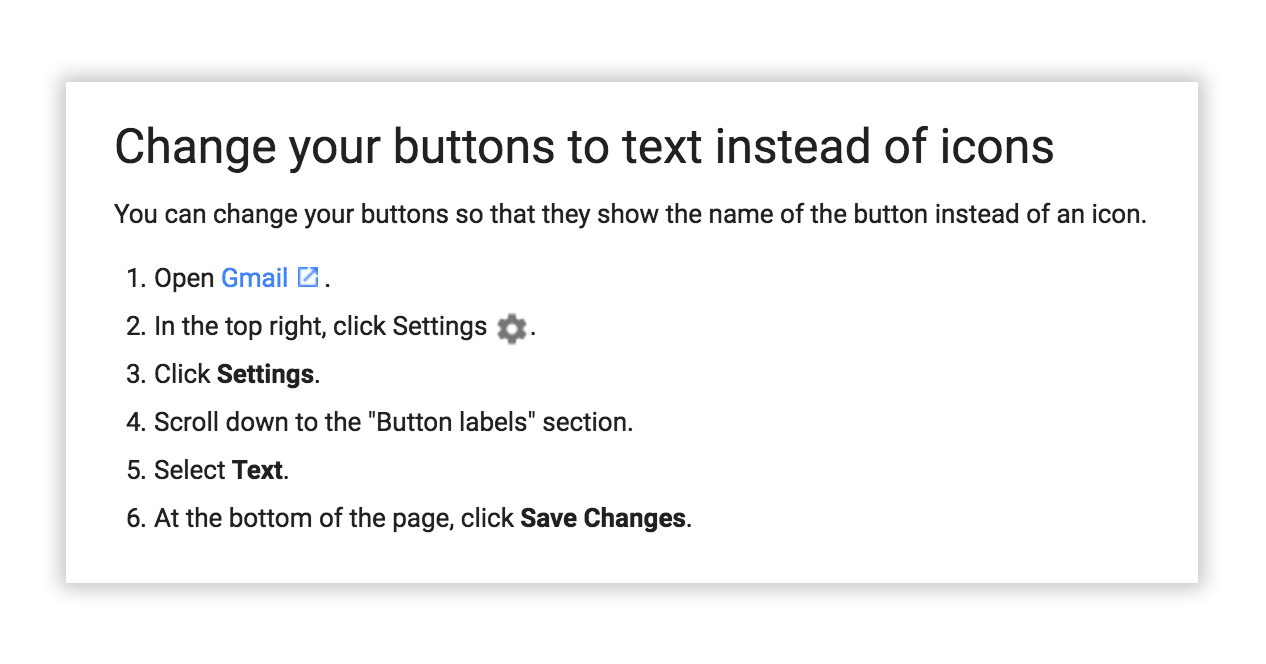 Change your buttons to text instead of icons
You can change your buttons so that they show the name of the button instead of an icon.
1. Open Gmail .
2. In the top right, click Settings .
3. Click Settings.
4. Scroll down to the "Button labels" section.
5. Select Text.
6. At the bottom of the page, click Save Changes.